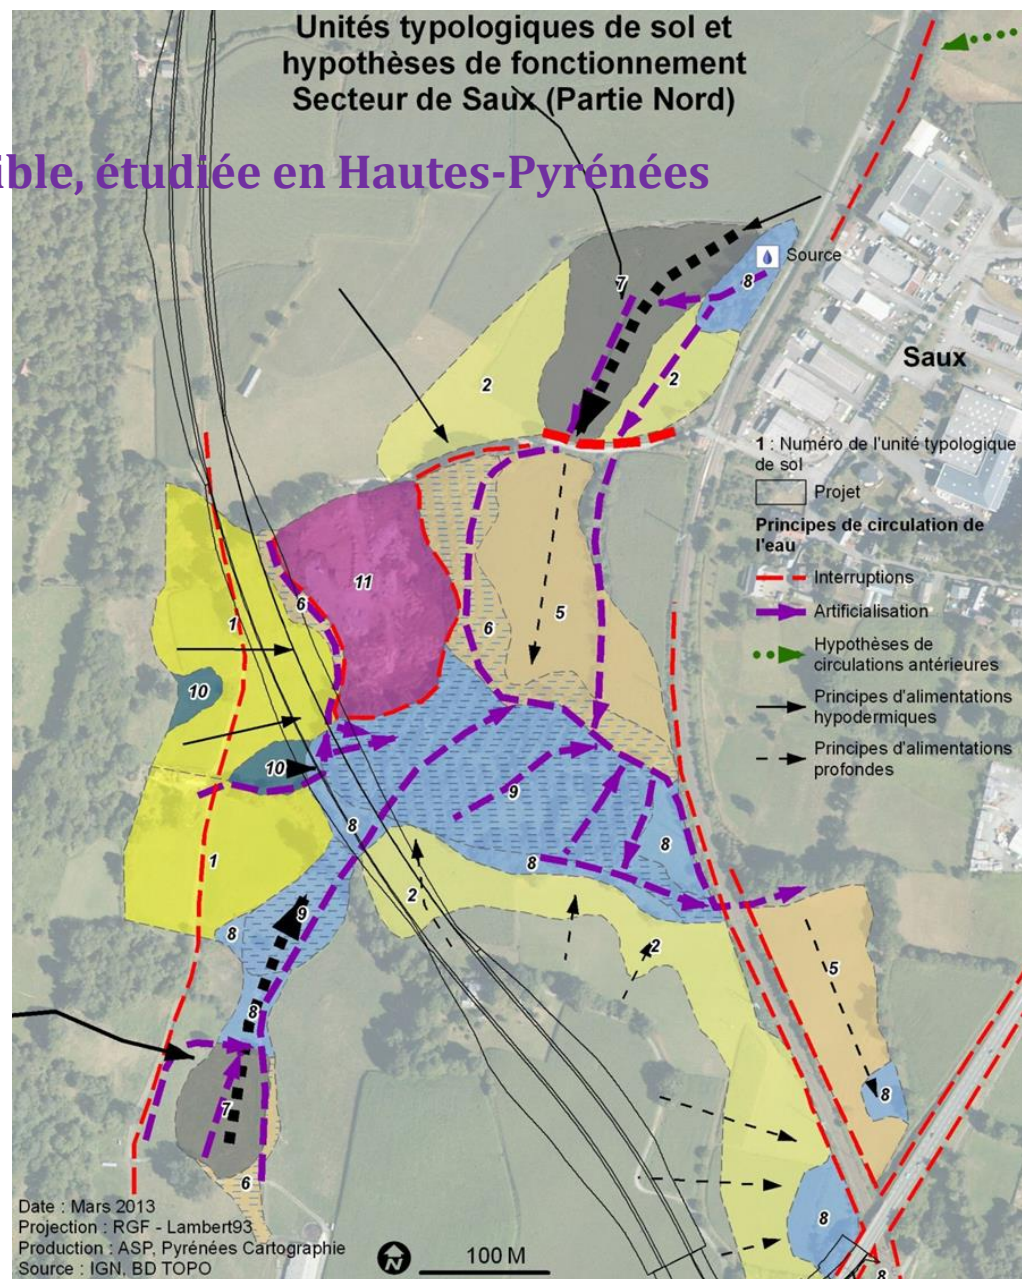 Unités typologiques de sol et
hypothèses de fonctionnement
Secteur de Saux (Partie Nord)
ible, étudiée en Hautes-Pyrénées
Source
7
8
2
2
Saux
1 : Numéro de l'unité typologique
de sol
Projet
Principes de circulation de
l'eau
Interruptions
Artificialisation
Hypothèses de
circulations antérieures
Principes d'alimentations
hypodermiques
Principes d'alimentations
profondes
11
6
1
5
6
10
10
9
8
8
8
1
2
9
8
2
5
8
8
7
6
8
8
Date : Mars 2013
Projection : RGF - Lambert93
Production : ASP, Pyrénées Cartographie
Source : IGN, BD TOPO
N
100 M